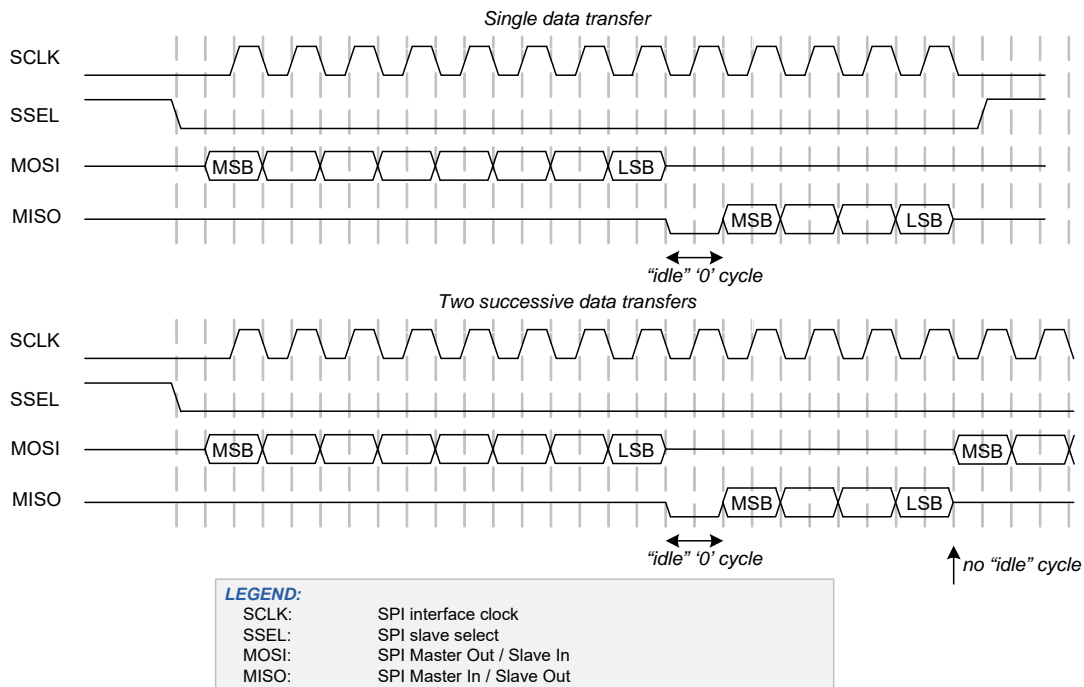 Single data transfer
SCLK
SSEL
MOSI
MSB LSB
MISO
MSB LSB
“idle” ‘0’ cycle
Two successive data transfers
SCLK
SSEL
MOSI
MSB LSB MSB
MISO
MSB LSB
“idle” ‘0’ cycle
no “idle” cycle
LEGEND:
SCLK: SPI interface clock
SSEL: SPI slave select
MOSI: SPI Master Out / Slave In
MISO: SPI Master In / Slave Out